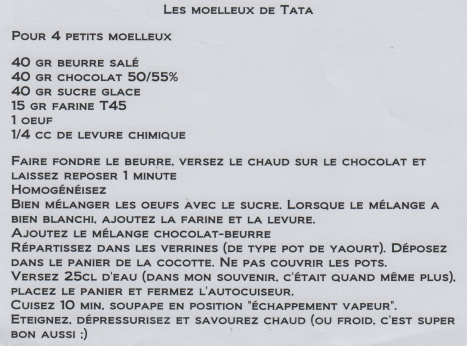 Les moelleux de Tata
Pour 4 petits moelleux
40 gr beurre salé
40 gr chocolat 50/55%
40 gr sucre glace
15 gr farine T45
1 oeuf
1/4 cc de levure chimique
Faire fondre le beurre, versez le chaud sur le chocolat et
laissez reposer 1 minute
Homogénéisez
Bien mélanger les oeufs avec le sucre. Lorsque le mélange a
bien blanchi, ajoutez la farine et la levure.
Ajoutez le mélange chocolat-beurre
Répartissez dans les verrines (de type pot de yaourt). Déposez
dans le panier de la cocotte. Ne pas couvrir les pots.
Versez 25cl d'eau (dans mon souvenir, c'était quand même plus),
placez le panier et fermez l'autocuiseur.
Cuisez 10 min, soupape en position "échappement vapeur".
Eteignez, dépressurisez et savourez chaud (ou froid, c'est super
bon aussi :)